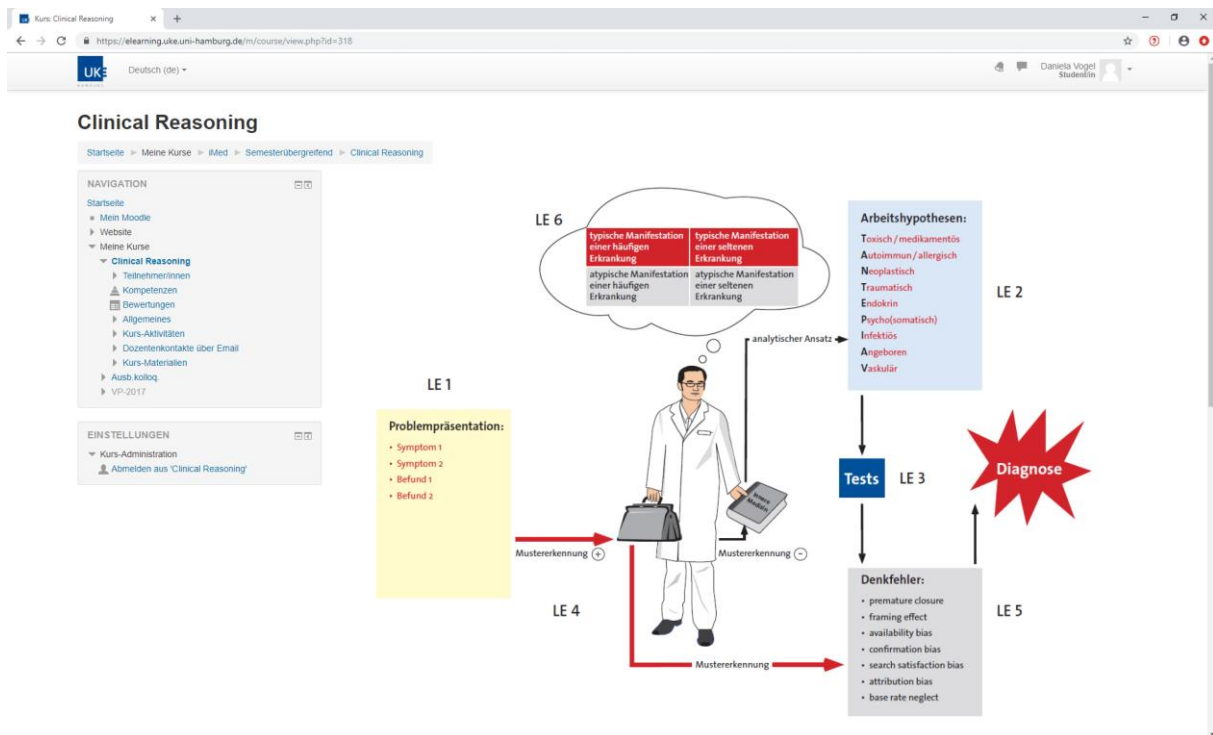 Kurs: Clinical Reasoning
https://elearning.uke.uni-hamburg.de/m/course/view.php?id=318
UKE
HAMBURG
Deutsch (de)
Daniela Vogel
Student/in
Clinical Reasoning
Startseite Meine Kurse iMed Semesterübergreifend Clinical Reasoning
NAVIGATION
Startseite
Mein Moodle
Website
Meine Kurse
Clinical Reasoning
Teilnehmer/innen
Kompetenzen
Bewertungen
Allgemeines
Kurs-Aktivitäten
Dozentenkontakte über Email
Kurs-Materialien
Ausb.kolloq.
VP-2017
EINSTELLUNGEN
Kurs-Administration
Abmelden aus 'Clinical Reasoning'
LE 1
Problempräsentation:
• Symptom 1
• Symptom 2
• Befund 1
• Befund 2
Mustererkennung +
LE 4
LE 6
typische Manifestation
einer häufigen
Erkrankung
typische Manifestation
einer seltenen
Erkrankung
atypische Manifestation
einer häufigen
Erkrankung
atypische Manifestation
einer seltenen
Erkrankung
analytischer Ansatz
Innere
Medizin
Mustererkennung −
Mustererkennung
Arbeitshypothesen:
Toxisch/medikamentös
Autoimmun/allergisch
Neoplastisch
Traumatisch
Endokrin
Psycho(somatisch)
Infektiös
Angeboren
Vaskulär
LE 2
Tests
LE 3
Diagnose
Denkfehler:
• premature closure
• framing effect
• availability bias
• confirmation bias
• search satisfaction bias
• attribution bias
• base rate neglect
LE 5